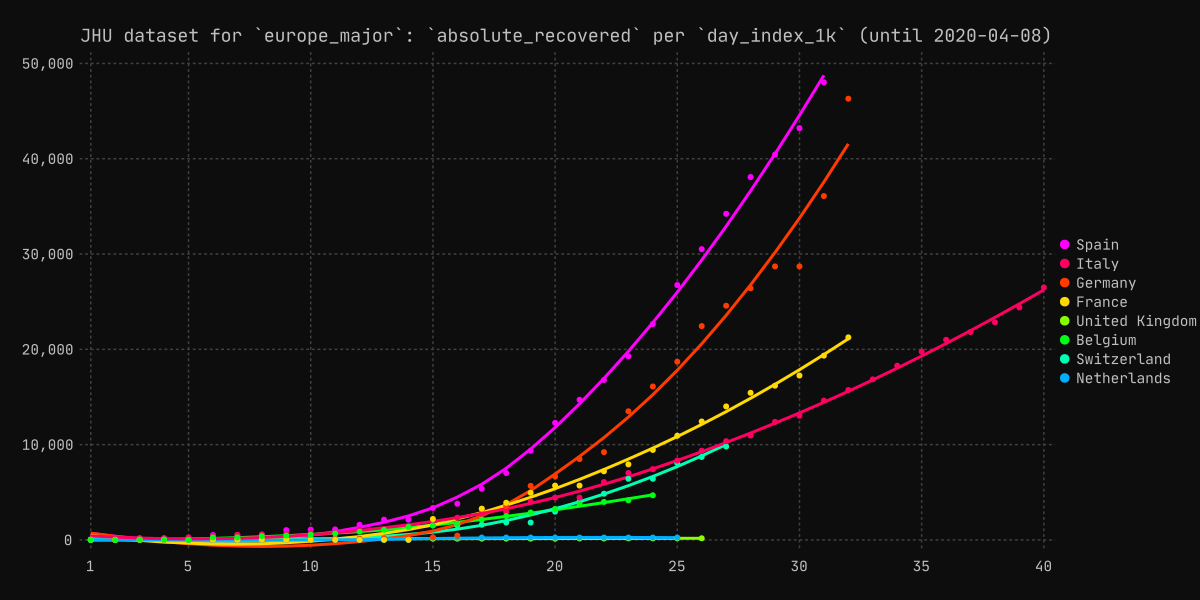 JHU dataset for `europe_major`: `absolute_recovered` per `day_index_1k` (until 2020-04-08)
50,000
40,000
30,000
20,000
10,000
0
1
5
10
15
20
25
30
35
40
Spain
Italy
Germany
France
United Kingdom
Belgium
Switzerland
Netherlands